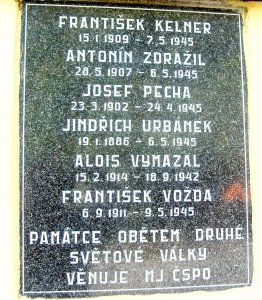 FRANTIŠEK KELNER
15.1.1909 - 7.5.1945
ANTONÍN ZDRÁŽIL
28.5.1907 - 6.5.1945
JOSEF PECHA
23.3.1902 - 24.4.1945
JINDŘICH URBÁNEK
19.1.1886 - 6.5.1945
ALOIS VYMAZAL
15.2.1914 - 18.9.1942
FRANTIŠEK VOŽDA
6.9.1911 - 9.5.1945
PAMÁTCE OBĚTEM DRUHÉ
SVĚTOVÉ VÁLKY
VĚNUJE MJ ČSPO